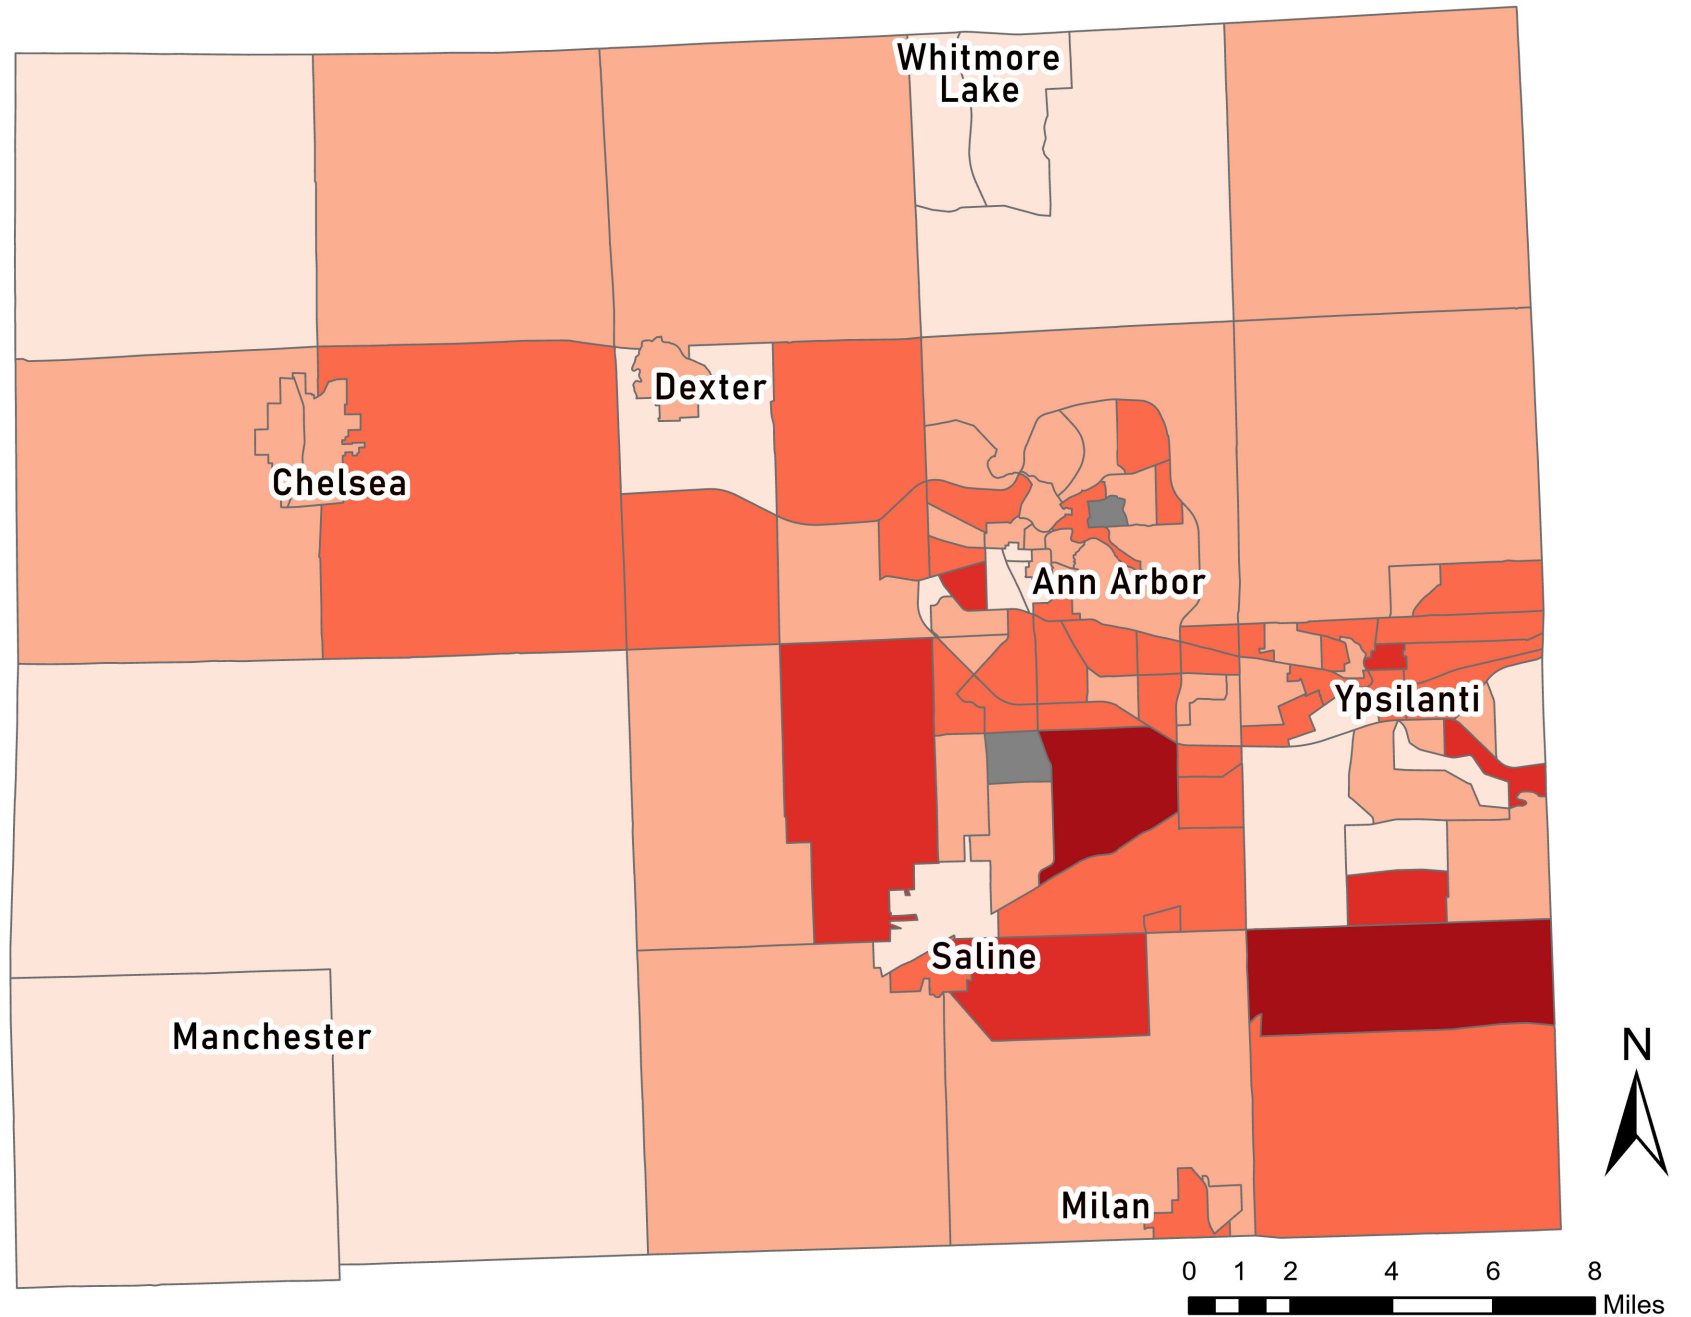 Whitmore
Lake
Dexter
Chelsea
Ann Arbor
Ypsilanti
Saline
Manchester
N
Milan
0 1 2 4 6 8
Miles